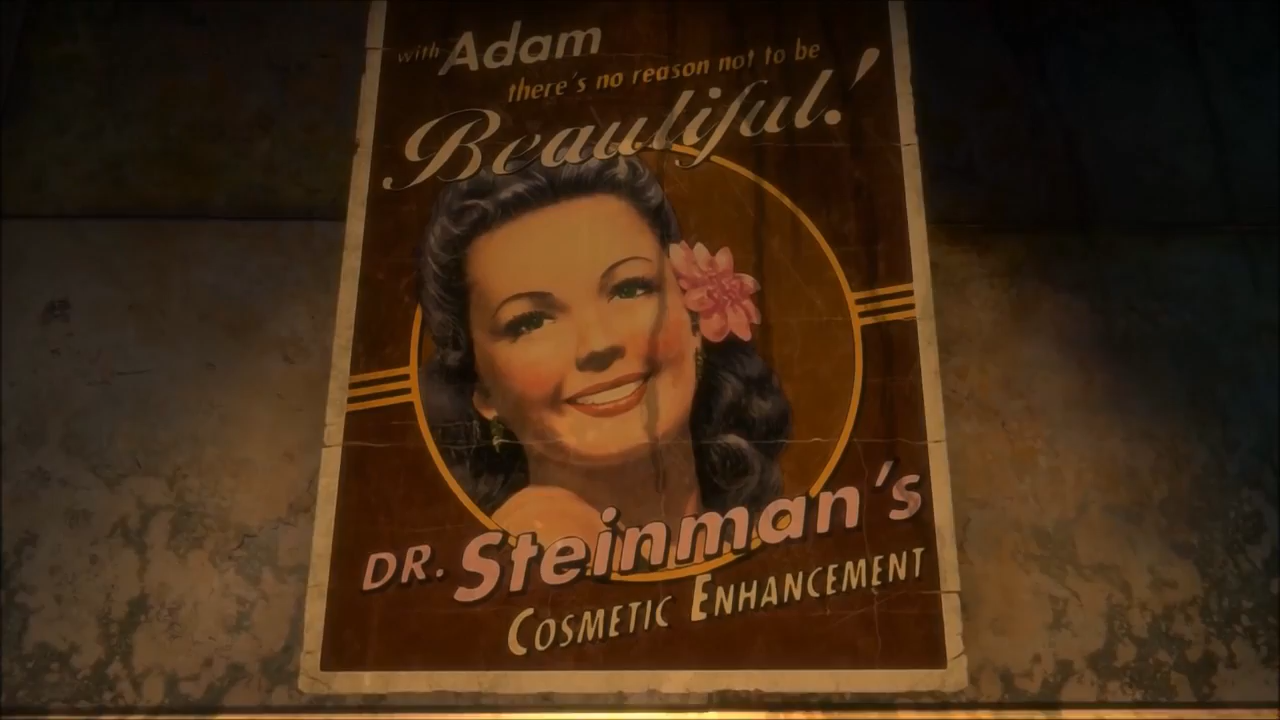 with Adam
there's no reason not to be
Beautiful!
DR. Steinman's
COSMETIC ENHANCEMENT